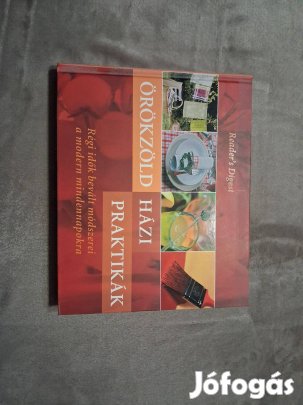 Reader's Digest
ÖRÖKZÖLD HÁZI
PRAKTIKÁK
Régi idők bevált módszerei
a modern mindennapokra
Jófogás